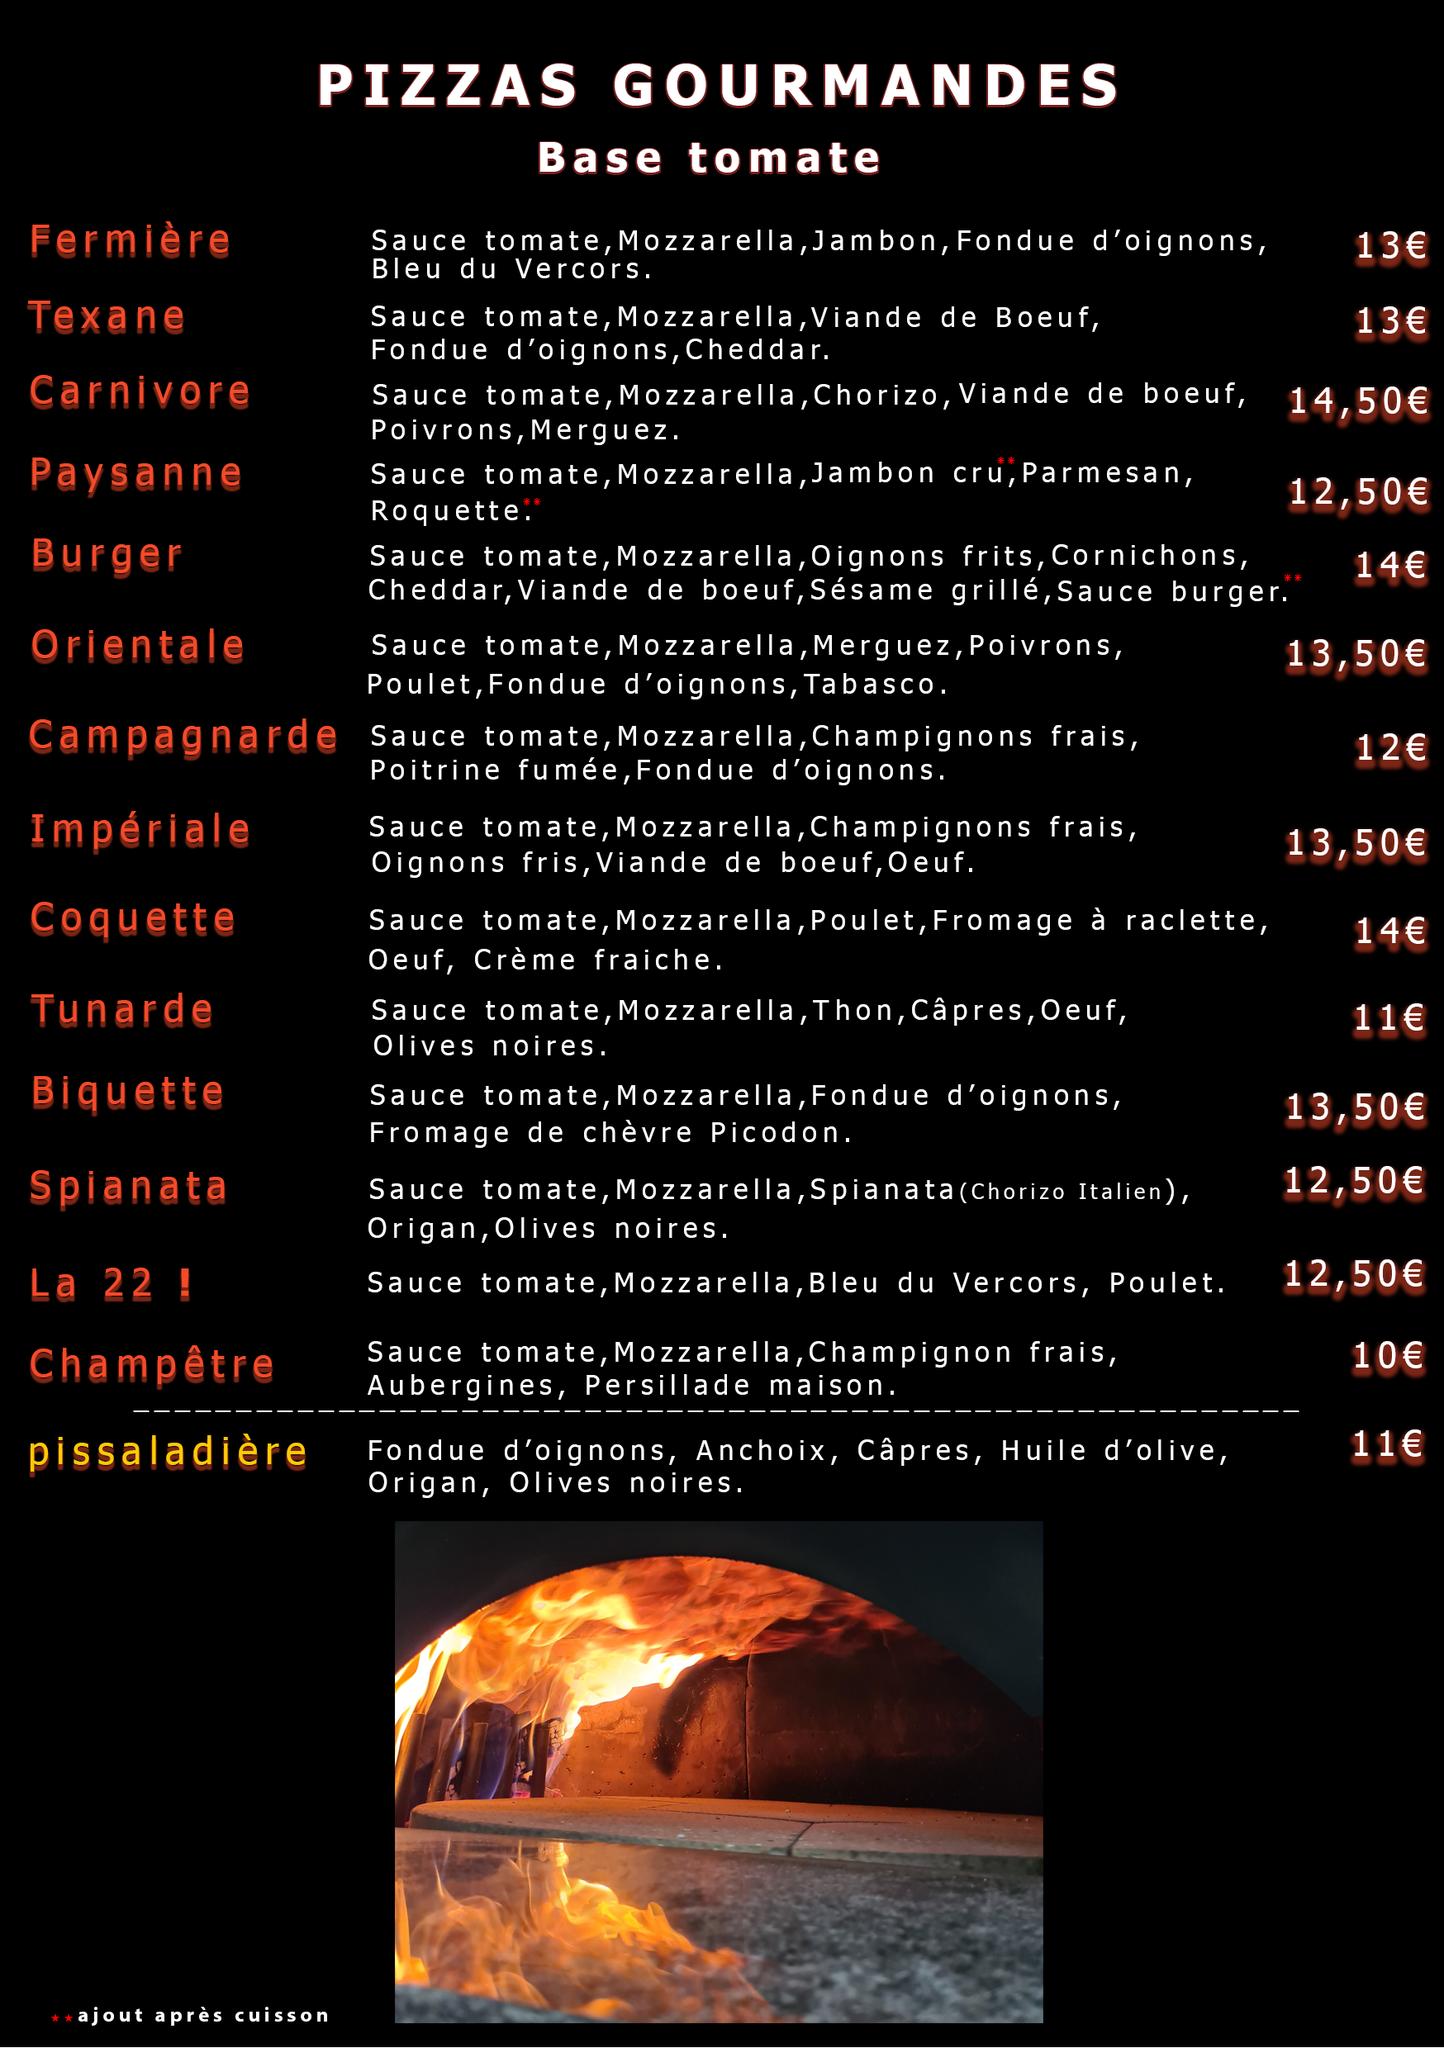 PIZZAS GOURMANDES
Base tomate
Fermière Sauce tomate,Mozzarella,Jambon,Fondue d’oignons, 13€
Bleu du Vercors.
Texane Sauce tomate,Mozzarella,Viande de Boeuf, 13€
Fondue d’oignons,Cheddar.
Carnivore Sauce tomate,Mozzarella,Chorizo,Viande de boeuf, 14,50€
Poivrons,Merguez.
Paysanne Sauce tomate,Mozzarella,Jambon cru**,Parmesan, 12,50€
Roquette.**
Burger Sauce tomate,Mozzarella,Oignons frits,Cornichons, 14€
Cheddar,Viande de boeuf,Sésame grillé,Sauce burger.**
Orientale Sauce tomate,Mozzarella,Merguez,Poivrons, 13,50€
Poulet,Fondue d’oignons,Tabasco.
Campagnarde Sauce tomate,Mozzarella,Champignons frais, 12€
Poitrine fumée,Fondue d’oignons.
Impériale Sauce tomate,Mozzarella,Champignons frais, 13,50€
Oignons fris,Viande de boeuf,Oeuf.
Coquette Sauce tomate,Mozzarella,Poulet,Fromage à raclette, 14€
Oeuf, Crème fraiche.
Tunarde Sauce tomate,Mozzarella,Thon,Câpres,Oeuf, 11€
Olives noires.
Biquette Sauce tomate,Mozzarella,Fondue d’oignons, 13,50€
Fromage de chèvre Picodon.
Spianata Sauce tomate,Mozzarella,Spianata(Chorizo Italien), 12,50€
Origan,Olives noires.
La 22 ! Sauce tomate,Mozzarella,Bleu du Vercors, Poulet. 12,50€
Champêtre Sauce tomate,Mozzarella,Champignon frais, 10€
Aubergines, Persillade maison.
pissaladière Fondue d’oignons, Anchoix, Câpres, Huile d’olive, 11€
Origan, Olives noires.
**ajout après cuisson